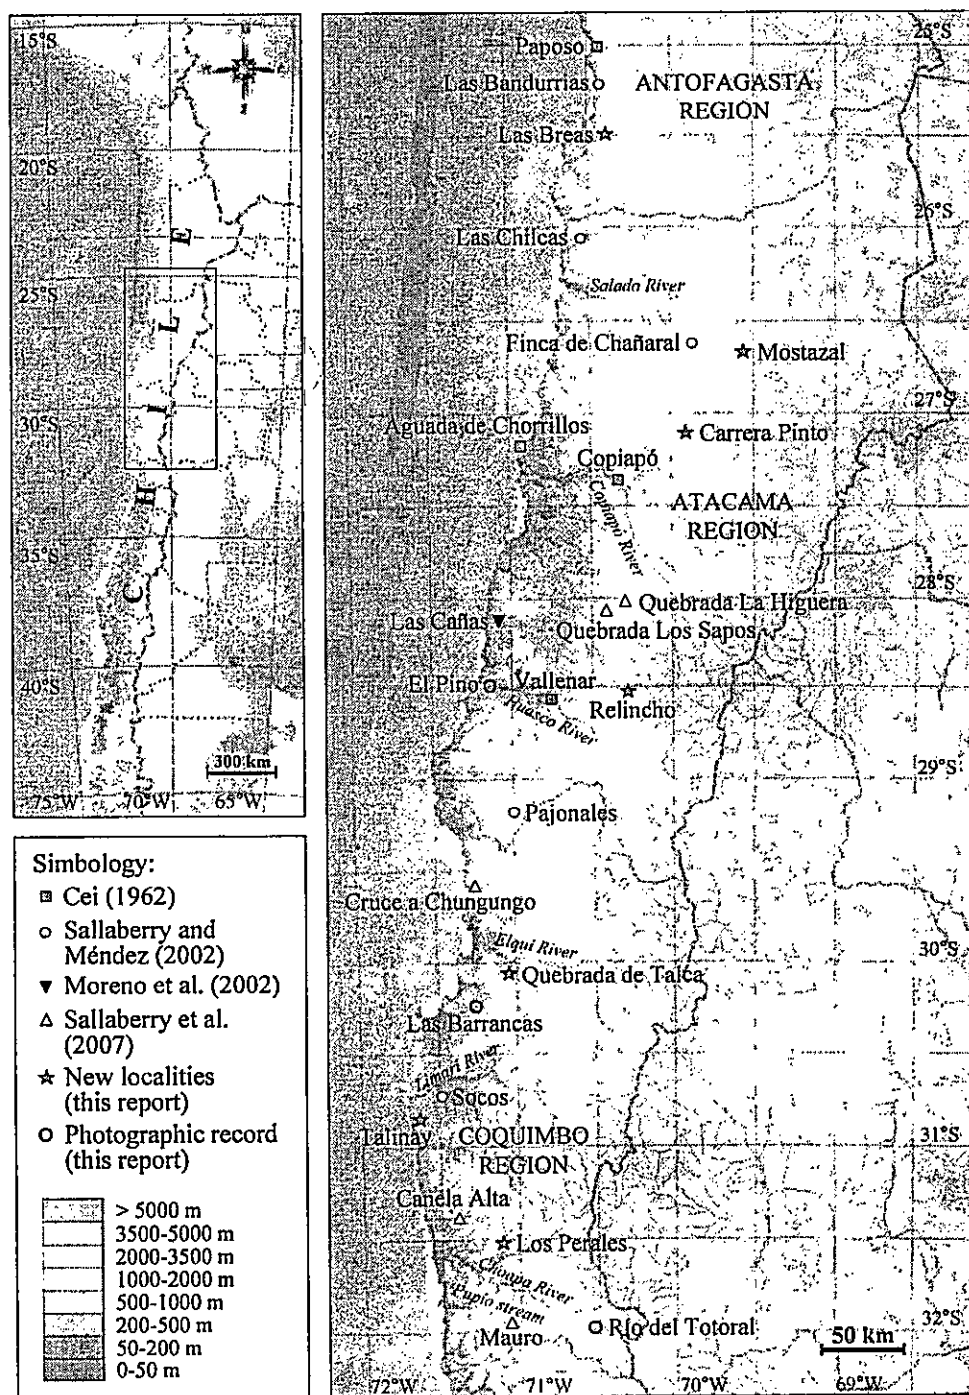 15°S
20°S
25°S
30°S
35°S
40°S
75°W
70°W
65°W
C H I L E
300 km
Simbology:
Cei (1962)
Sallaberry and
Méndez (2002)
Moreno et al. (2002)
Sallaberry et al.
(2007)
New localities
(this report)
Photographic record
(this report)
> 5000 m
3500-5000 m
2000-3500 m
1000-2000 m
500-1000 m
200-500 m
50-200 m
0-50 m
Paposo
25°S
Las Bandurrias
ANTOFAGASTA
REGION
Las Breas
26°S
Las Chilcas
Salado River
Finca de Chañaral
Mostazal
27°S
Aguada de Chorrillos
Carrera Pinto
Copiapó
Copiapó River
ATACAMA
REGION
28°S
Quebrada La Higuera
Las Cañas
Quebrada Los Sapos
El Pino
Vallenar
Relincho
Huasco River
29°S
Pajonales
Cruce a Chungungo
Elqui River
30°S
Quebrada de Talca
Las Barrancas
Limarí River
Socos
Talinay
COQUIMBO
REGION
31°S
Canela Alta
Los Perales
Choapa River
Pupío stream
Mauro
Río del Totoral
32°S
50 km
72°W
71°W
70°W
69°W